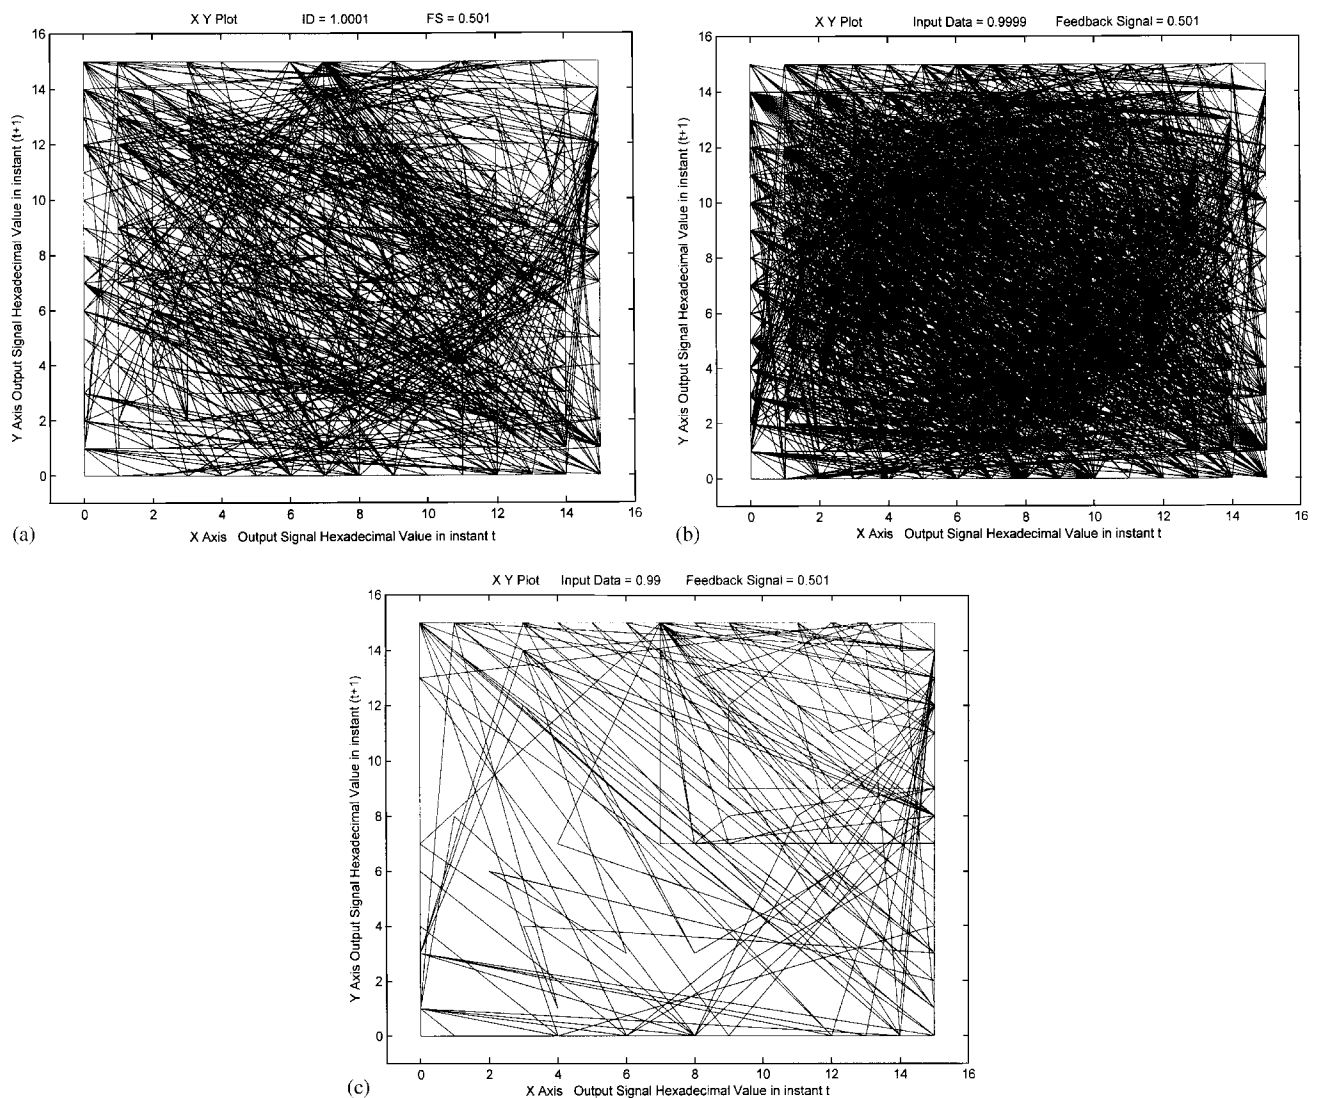 X Y Plot ID = 1.0001 FS = 0.501
16
14
12
10
8
6
4
2
0
Y Axis Output Signal Hexadecimal Value in instant (t+1)
0 2 4 6 8 10 12 14 16
X Axis Output Signal Hexadecimal Value in instant t
(a)
X Y Plot Input Data = 0.9999 Feedback Signal = 0.501
16
14
12
10
8
6
4
2
0
Y Axis Output Signal Hexadecimal Value in instant (t+1)
0 2 4 6 8 10 12 14 16
X Axis Output Signal Hexadecimal Value in instant t
(b)
X Y Plot Input Data = 0.99 Feedback Signal = 0.501
16
14
12
10
8
6
4
2
0
Y Axis Output Signal Hexadecimal Value in instant (t+1)
0 2 4 6 8 10 12 14 16
X Axis Output Signal Hexadecimal Value in instant t
(c)